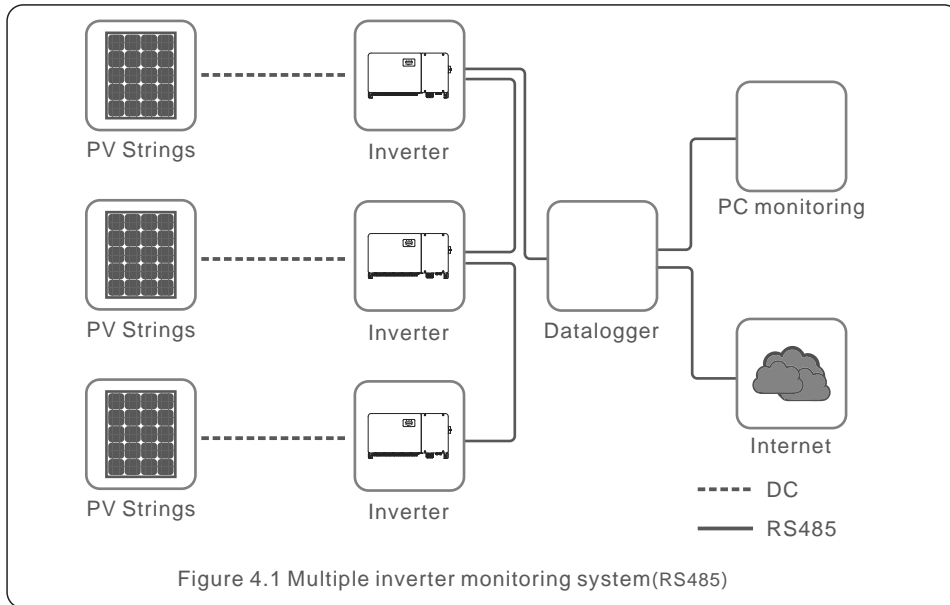 PV Strings
Inverter
PC monitoring
PV Strings
Inverter
Datalogger
Internet
PV Strings
Inverter
DC
RS485
Figure 4.1 Multiple inverter monitoring system(RS485)